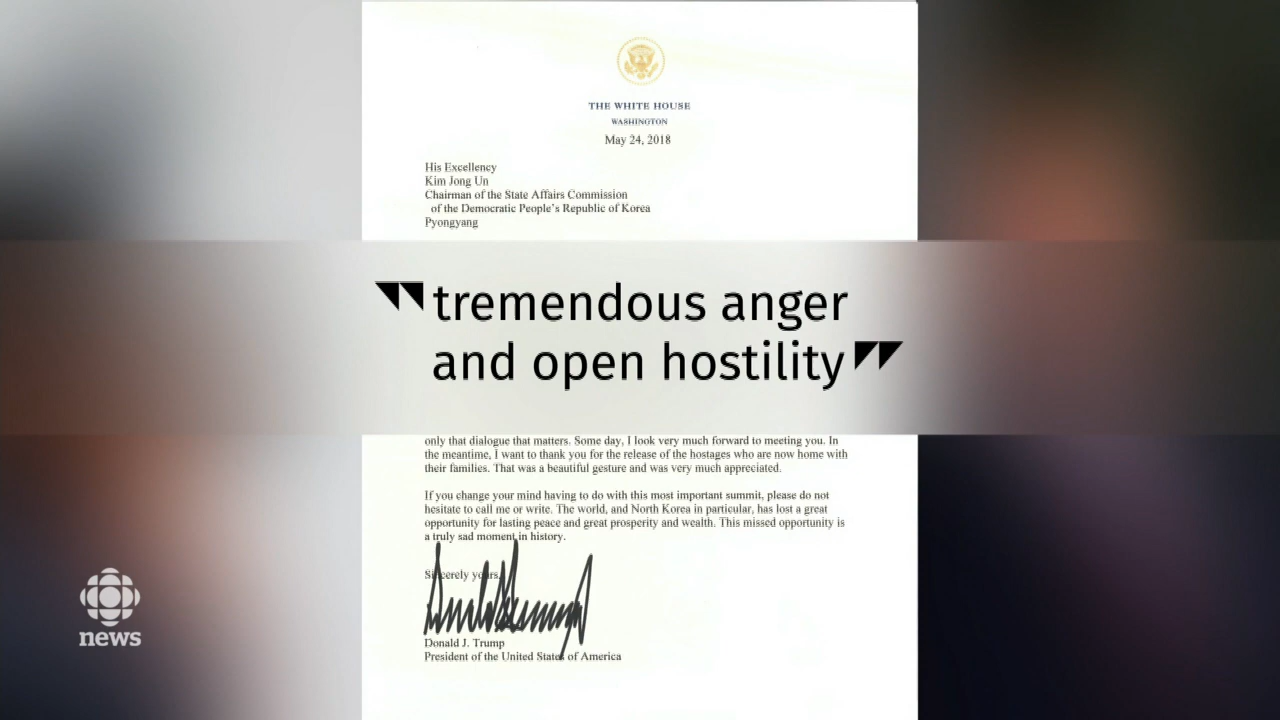 THE WHITE HOUSE
WASHINGTON
May 24, 2018
His Excellency
Kim Jong Un
Chairman of the State Affairs Commission
of the Democratic People's Republic of Korea
Pyongyang
"tremendous anger
and open hostility"
only that dialogue that matters. Some day, I look very much forward to meeting you. In
the meantime, I want to thank you for the release of the hostages who are now home with
their families. That was a beautiful gesture and was very much appreciated.
If you change your mind having to do with this most important summit, please do not
hesitate to call me or write. The world, and North Korea in particular, has lost a great
opportunity for lasting peace and great prosperity and wealth. This missed opportunity is
a truly sad moment in history.
Sincerely yours,
Donald J. Trump
President of the United States of America
news